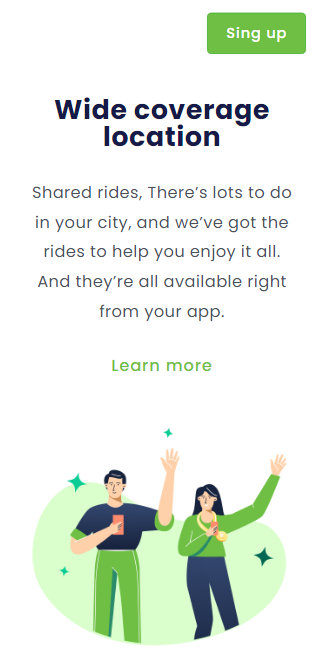 Sing up
Wide coverage
location
Shared rides, There’s lots to do
in your city, and we’ve got the
rides to help you enjoy it all.
And they’re all available right
from your app.
Learn more